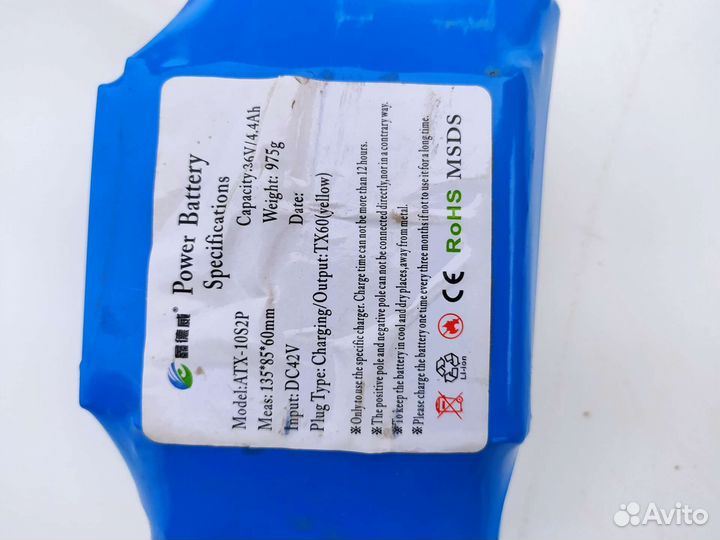 鑫德威® Power Battery
Specifications
Model:ATX-10S2P Capacity:36V/4.4Ah
Meas:135*85*60mm Weight: 975g
Input: DC42V Date:
Plug Type: Charging/Output:TX60(yellow)
※Only to use the specific charger. Charge time can not be more than 12 hours.
※The positive pole and negative pole can not be connected directly,nor in a contrary way.
※To keep the battery in cool and dry places,away from metal.
※Please charge the battery one time every three months if not to use it for a long time.
Li-ion CE RoHS MSDS
Avito